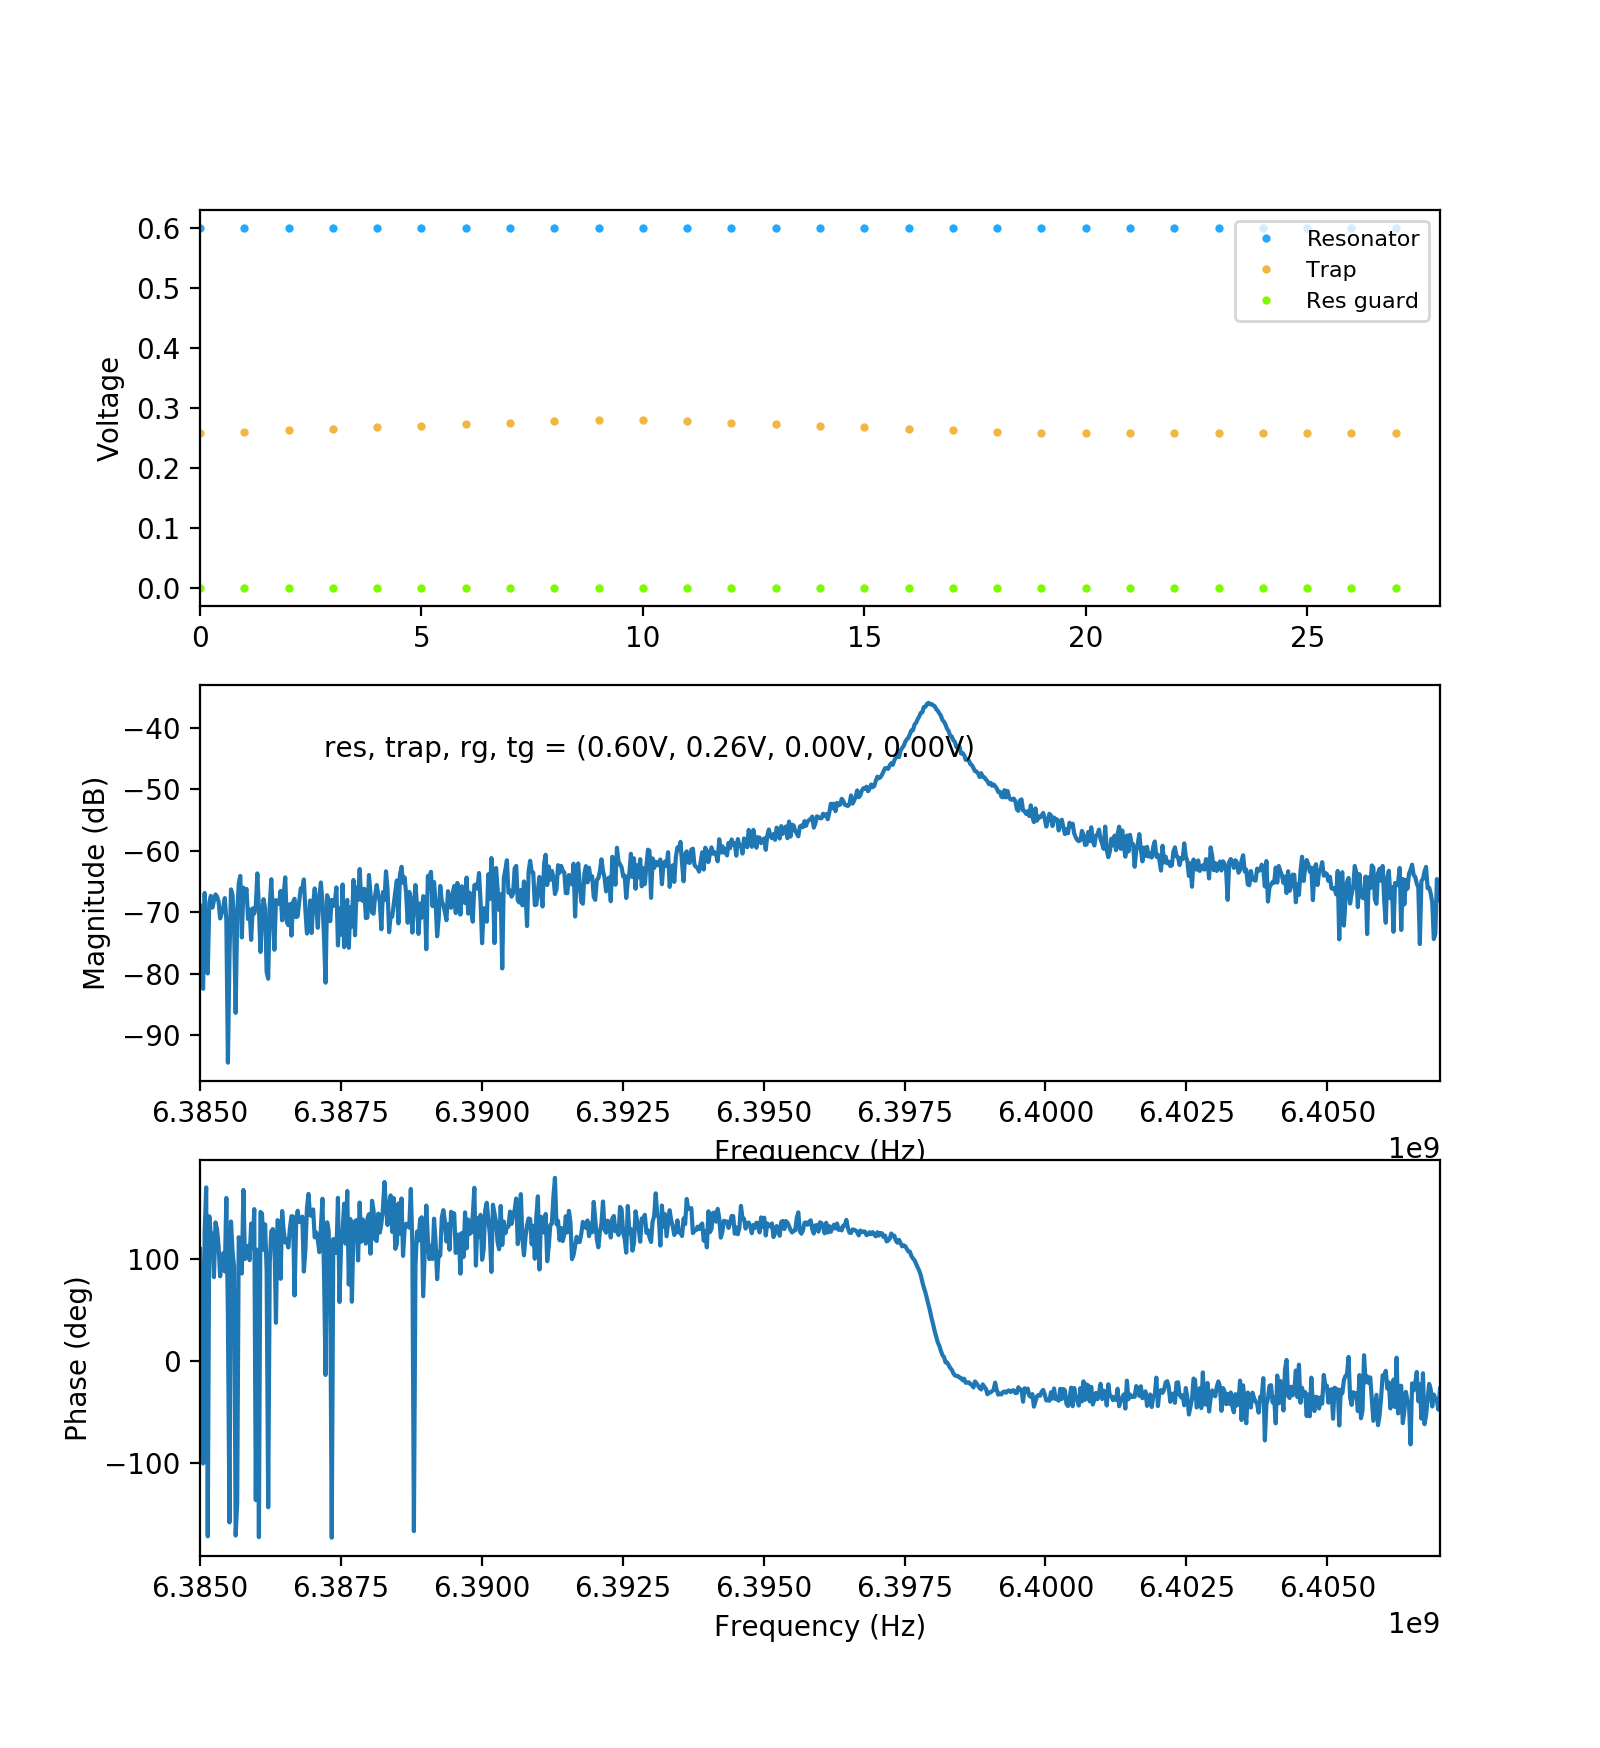 0.6
0.5
0.4
0.3
0.2
0.1
0.0
Voltage
Resonator
Trap
Res guard
0 5 10 15 20 25
−40
−50
−60
−70
−80
−90
Magnitude (dB)
res, trap, rg, tg = (0.60V, 0.26V, 0.00V, 0.00V)
6.3850 6.3875 6.3900 6.3925 6.3950 6.3975 6.4000 6.4025 6.4050
Frequency (Hz)
1e9
100
0
−100
Phase (deg)
6.3850 6.3875 6.3900 6.3925 6.3950 6.3975 6.4000 6.4025 6.4050
Frequency (Hz)
1e9